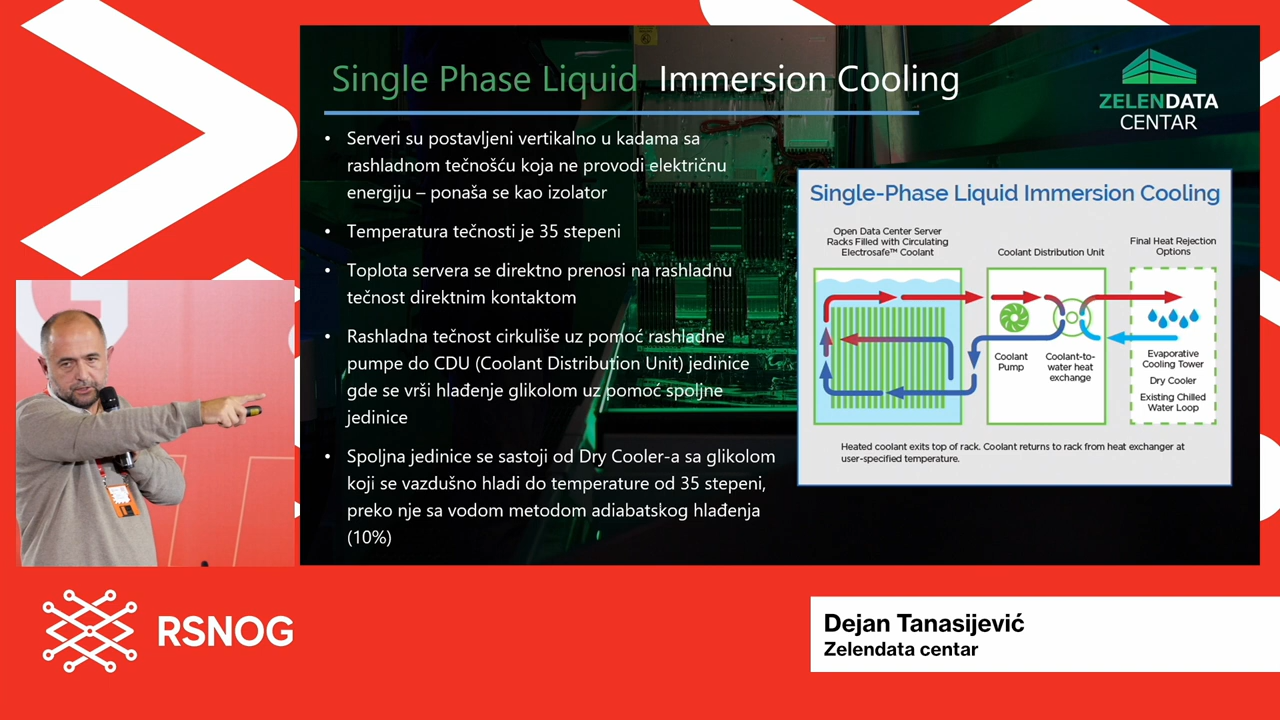 Single Phase Liquid Immersion Cooling
ZELENDATA
CENTAR
• Serveri su postavljeni vertikalno u kadama sa
rashladnom tečnošću koja ne provodi električnu
energiju – ponaša se kao izolator
• Temperatura tečnosti je 35 stepeni
• Toplota servera se direktno prenosi na rashladnu
tečnost direktnim kontaktom
• Rashladna tečnost cirkuliše uz pomoć rashladne
pumpe do CDU (Coolant Distribution Unit) jedinice
gde se vrši hlađenje glikolom uz pomoć spoljne
jedinice
• Spoljna jedinice se sastoji od Dry Cooler-a sa glikolom
koji se vazdušno hladi do temperature od 35 stepeni,
preko nje sa vodom metodom adiabatskog hlađenja
(10%)
Single-Phase Liquid Immersion Cooling
Open Data Center Server
Racks Filled with Circulating
Electrosafe™ Coolant
Coolant Distribution Unit
Final Heat Rejection
Options
Coolant
Pump
Coolant-to-
water heat
exchange
Evaporative
Cooling Tower
Dry Cooler
Existing Chilled
Water Loop
Heated coolant exits top of rack. Coolant returns to rack from heat exchanger at
user-specified temperature.
RSNOG
Dejan Tanasijević
Zelendata centar